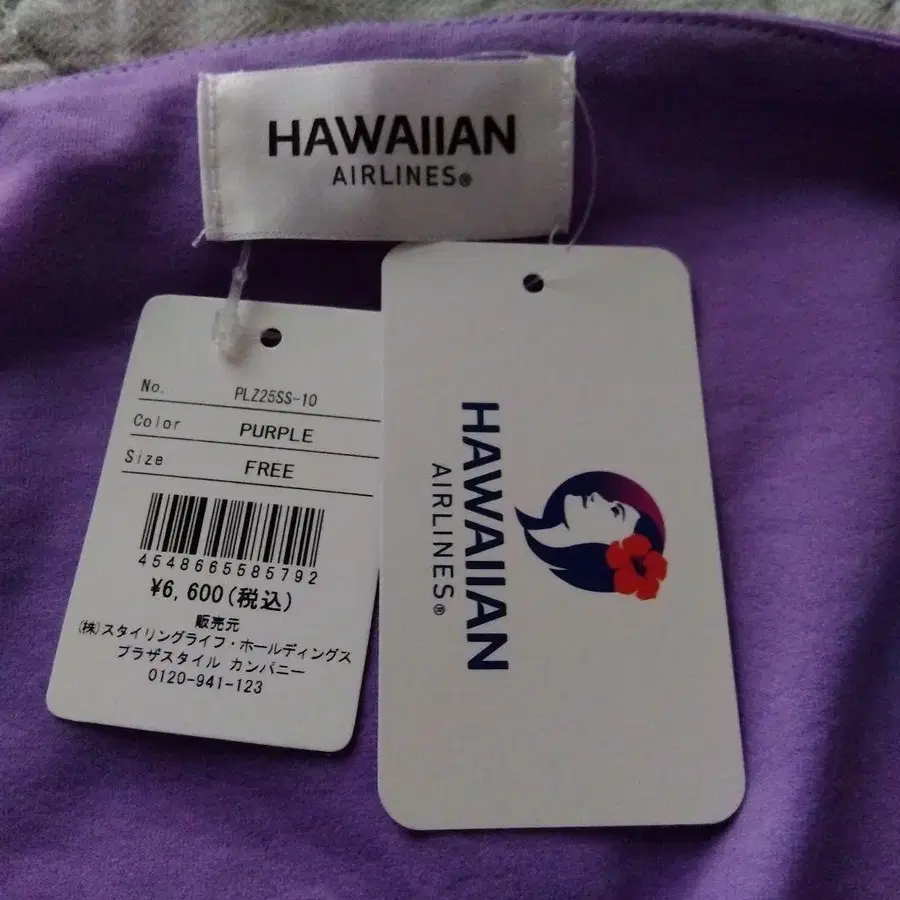 HAWAIIAN
AIRLINES®
No. PLZ25SS-10
Color PURPLE
Size FREE
4548665585792
¥6,600(税込)
販売元
(株)スタイリングライフ・ホールディングス
プラザスタイル カンパニー
0120-941-123
HAWAIIAN
AIRLINES®